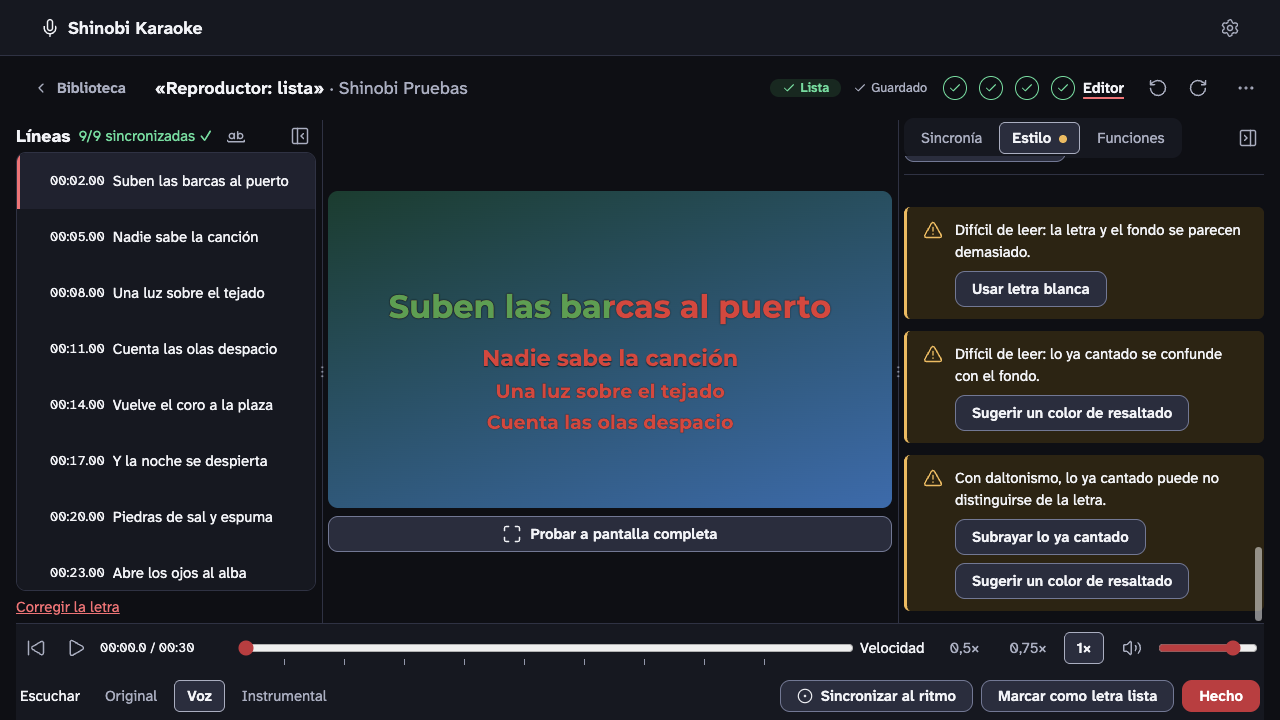 Shinobi Karaoke
Biblioteca
«Reproductor: lista» · Shinobi Pruebas
Lista
Guardado
Editor
Líneas 9/9 sincronizadas
ab
00:02.00 Suben las barcas al puerto
00:05.00 Nadie sabe la canción
00:08.00 Una luz sobre el tejado
00:11.00 Cuenta las olas despacio
00:14.00 Vuelve el coro a la plaza
00:17.00 Y la noche se despierta
00:20.00 Piedras de sal y espuma
00:23.00 Abre los ojos al alba
Corregir la letra
Suben las barcas al puerto
Nadie sabe la canción
Una luz sobre el tejado
Cuenta las olas despacio
Probar a pantalla completa
Sincronía
Estilo
Funciones
Difícil de leer: la letra y el fondo se parecen
demasiado.
Usar letra blanca
Difícil de leer: lo ya cantado se confunde
con el fondo.
Sugerir un color de resaltado
Con daltonismo, lo ya cantado puede no
distinguirse de la letra.
Subrayar lo ya cantado
Sugerir un color de resaltado
00:00.0 / 00:30
Velocidad
0,5×
0,75×
1×
Escuchar
Original
Voz
Instrumental
Sincronizar al ritmo
Marcar como letra lista
Hecho